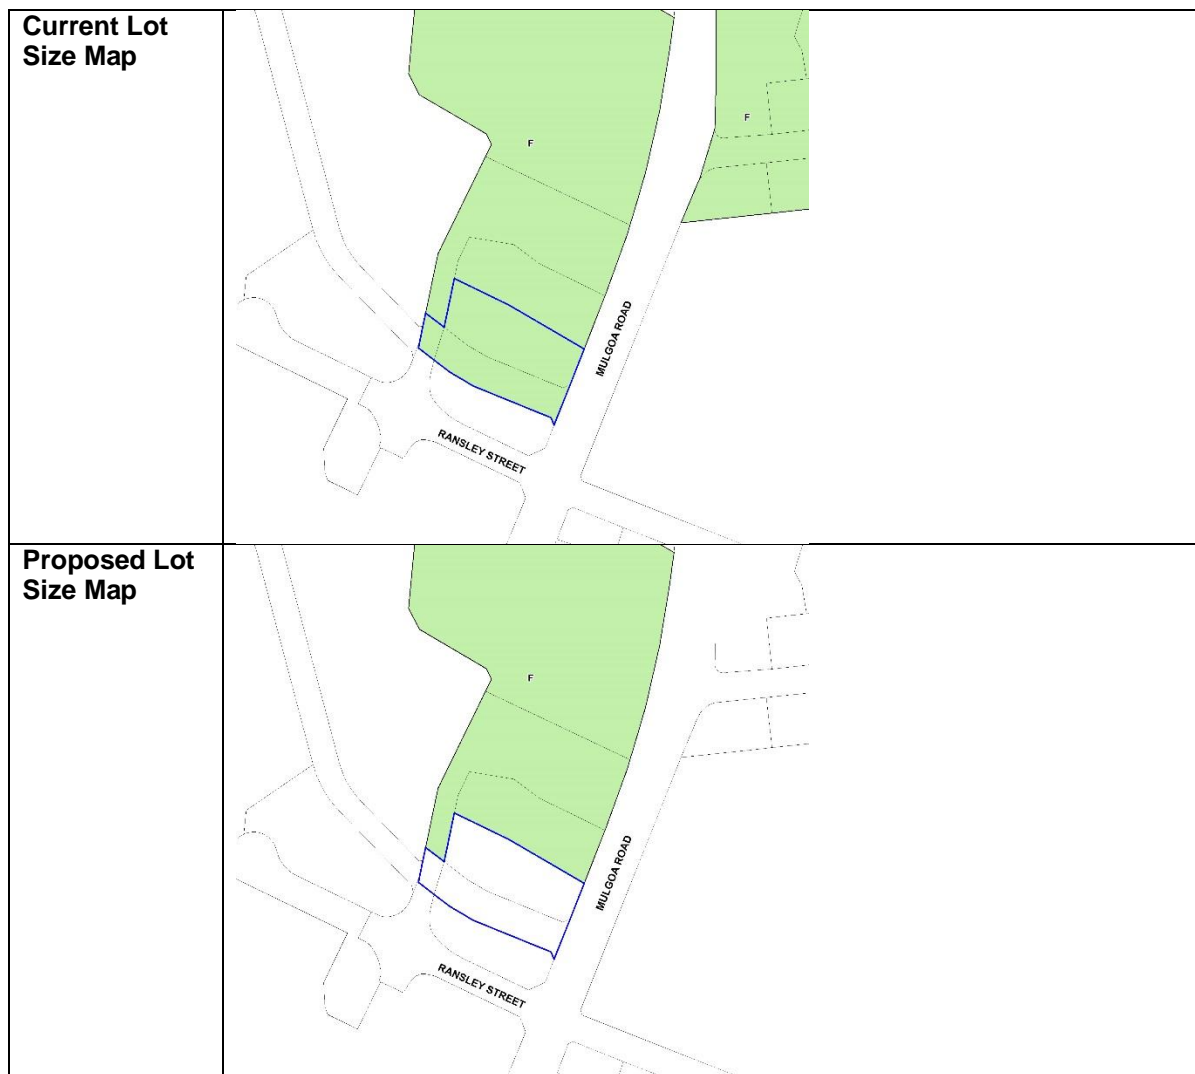 Current Lot
Size Map
F
F
MULGOA ROAD
RANSLEY STREET
Proposed Lot
Size Map
F
MULGOA ROAD
RANSLEY STREET